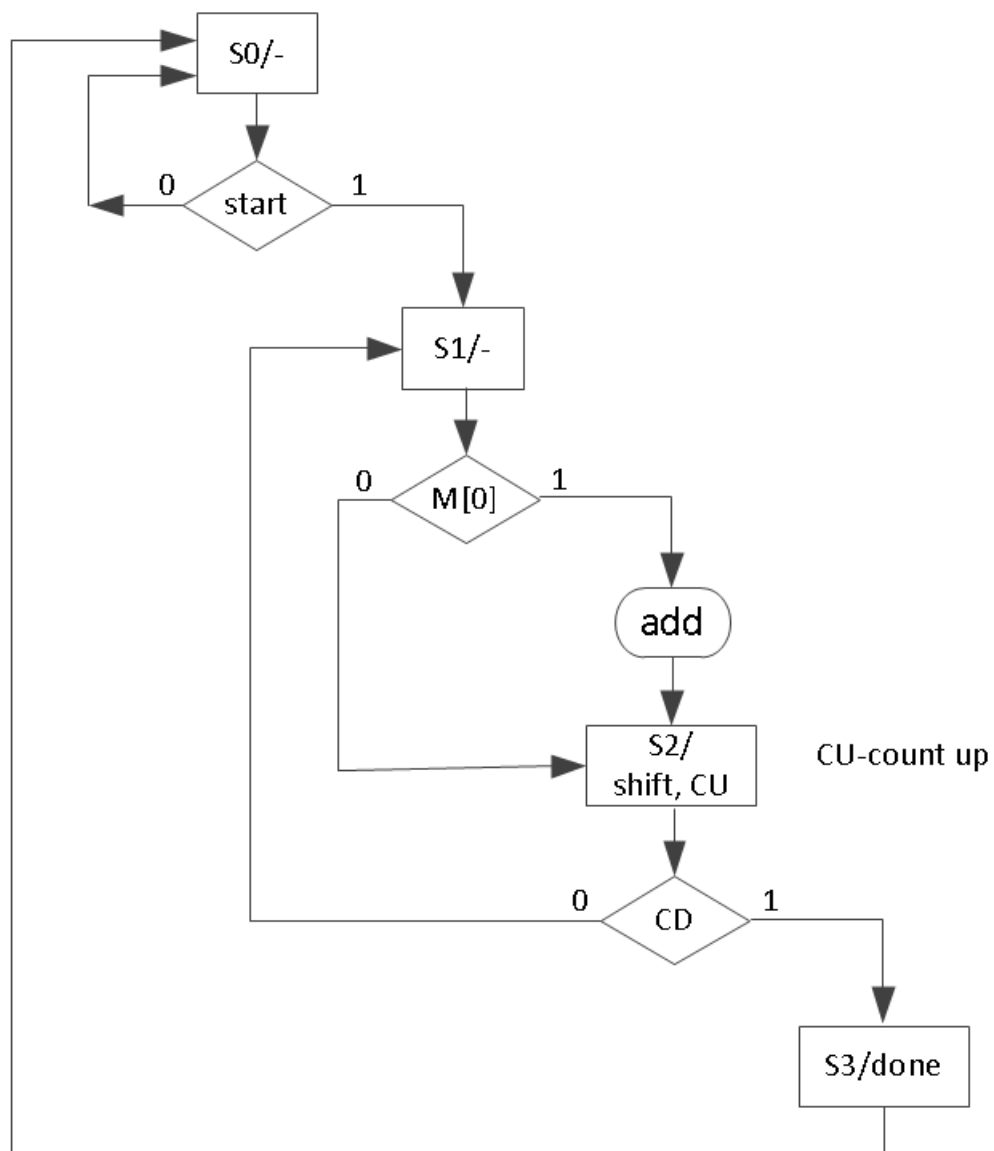 S0/-
0
1
start
S1/-
0
1
M[0]
add
S2/
shift, CU
CU-count up
0
1
CD
S3/done